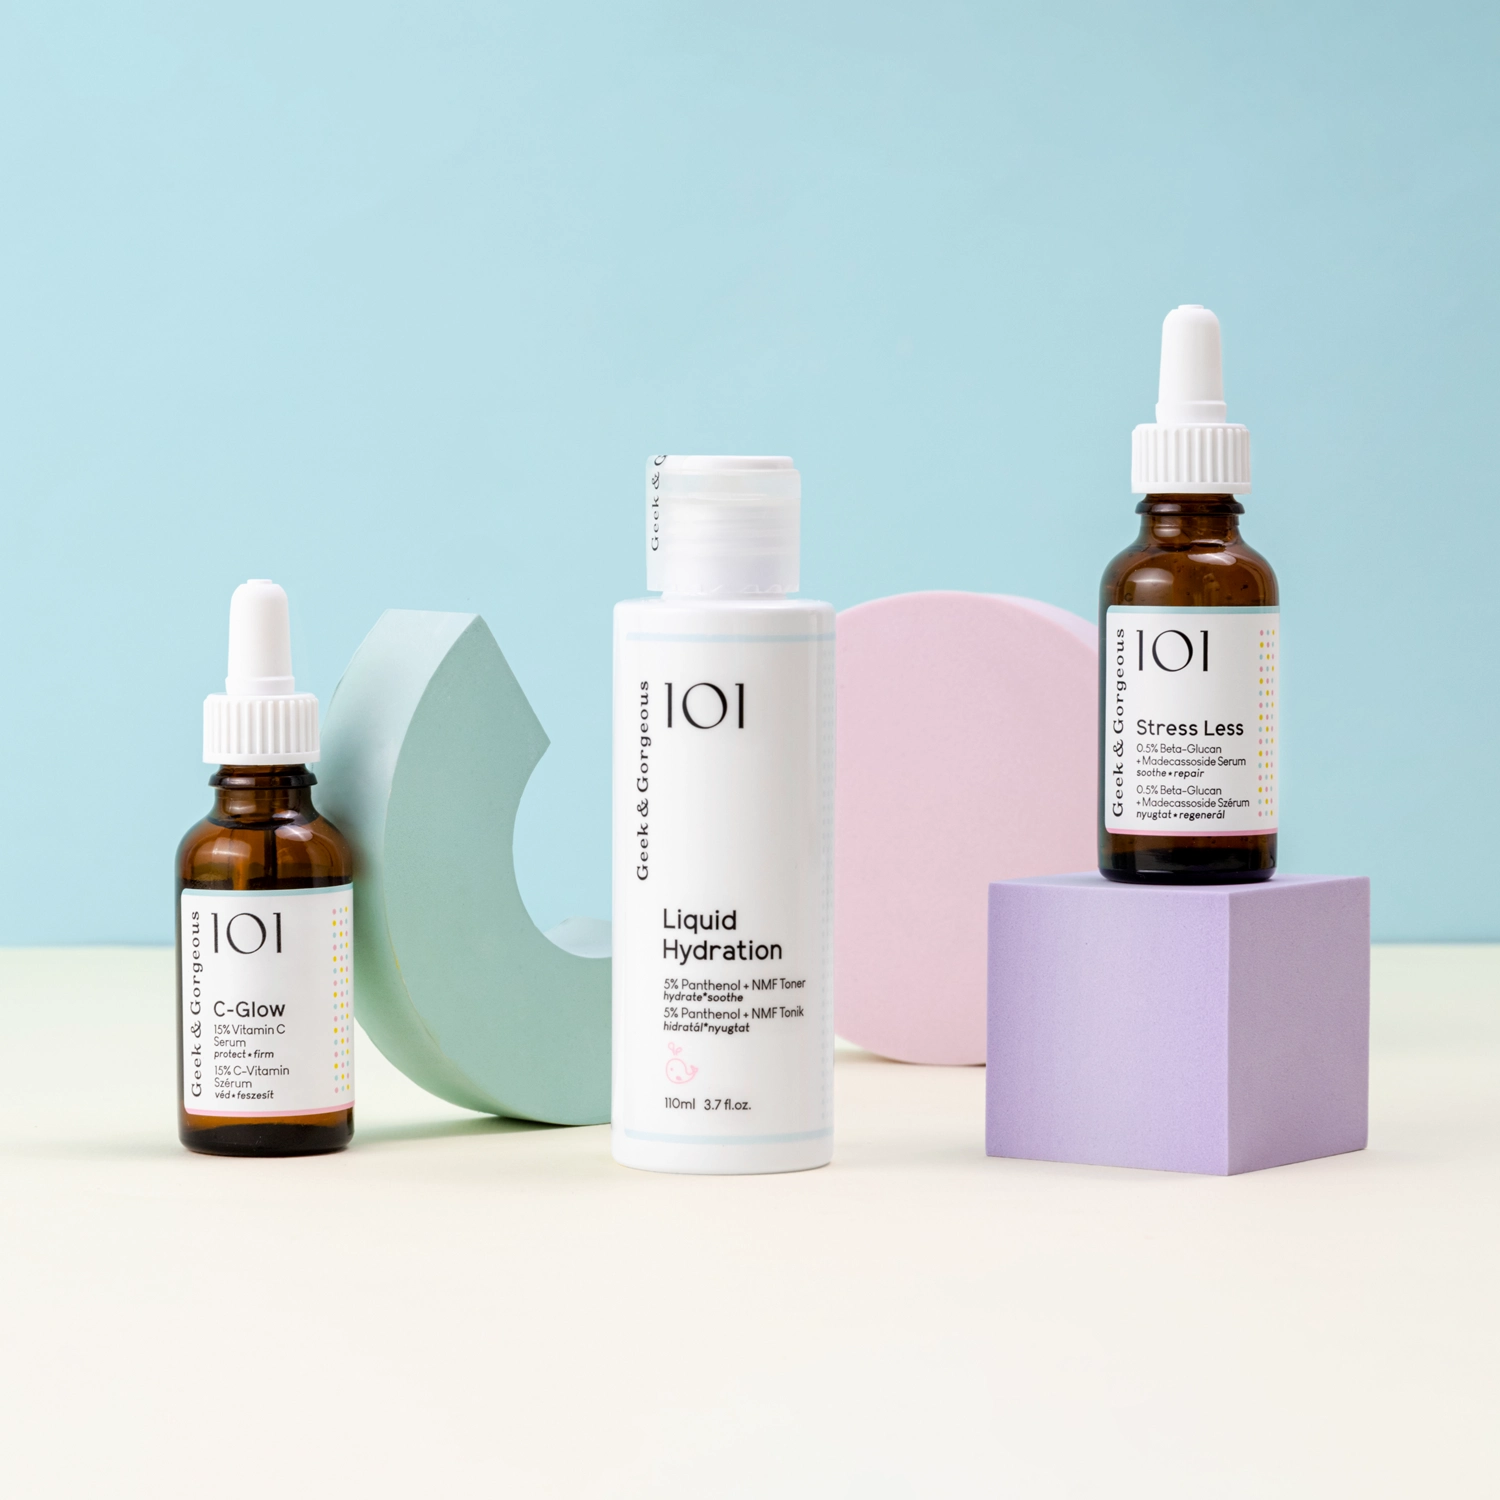 Geek & Gorgeous
101
C-Glow
15% Vitamin C
Serum
protect • firm
15% C-Vitamin
Szérum
véd • feszesít
Geek & G
Geek & Gorgeous
101
Liquid
Hydration
5% Panthenol + NMF Toner
hydrate*soothe
5% Panthenol + NMF Tonik
hidratál*nyugtat
110ml 3.7 fl.oz.
Geek & Gorgeous
101
Stress Less
0.5% Beta-Glucan
+Madecassoside Serum
soothe • repair
0.5% Beta-Glucan
+Madecassoside Szérum
nyugtat • regenerál